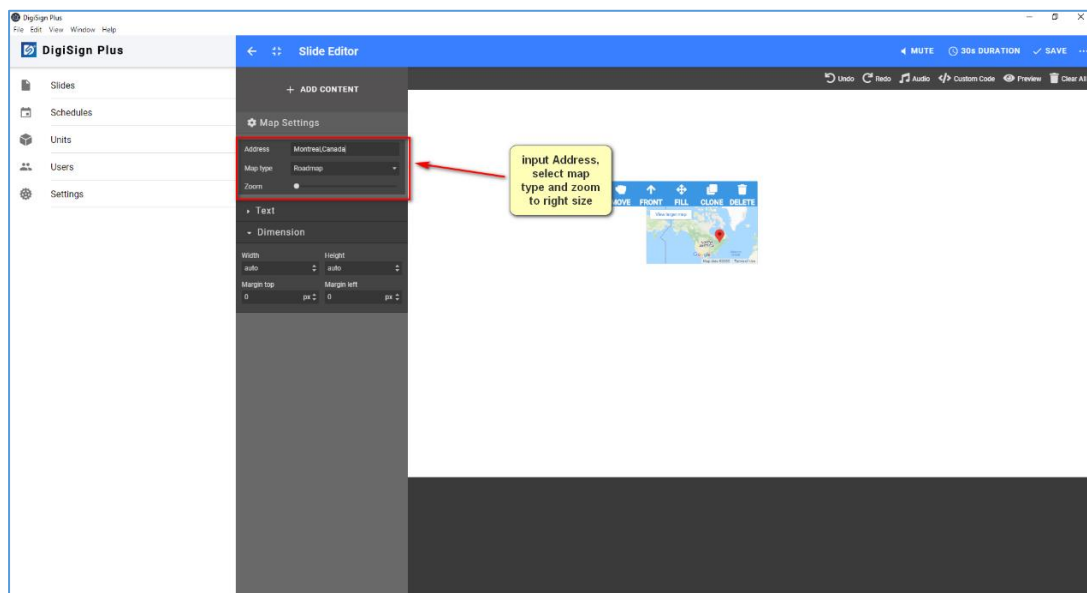 DigiSign Plus
File Edit View Window Help
DigiSign Plus
Slide Editor
MUTE 30s DURATION SAVE ...
Undo Redo Audio Custom Code Preview Clear All
Slides
Schedules
Units
Users
Settings
+ ADD CONTENT
Map Settings
Address Montreal,Canada
Map type Roadmap
Zoom
Text
Dimension
Width Height
auto auto
Margin top Margin left
0 px 0 px
input Address,
select map
type and zoom
to right size
MOVE FRONT FILL CLONE DELETE
View larger map
Google